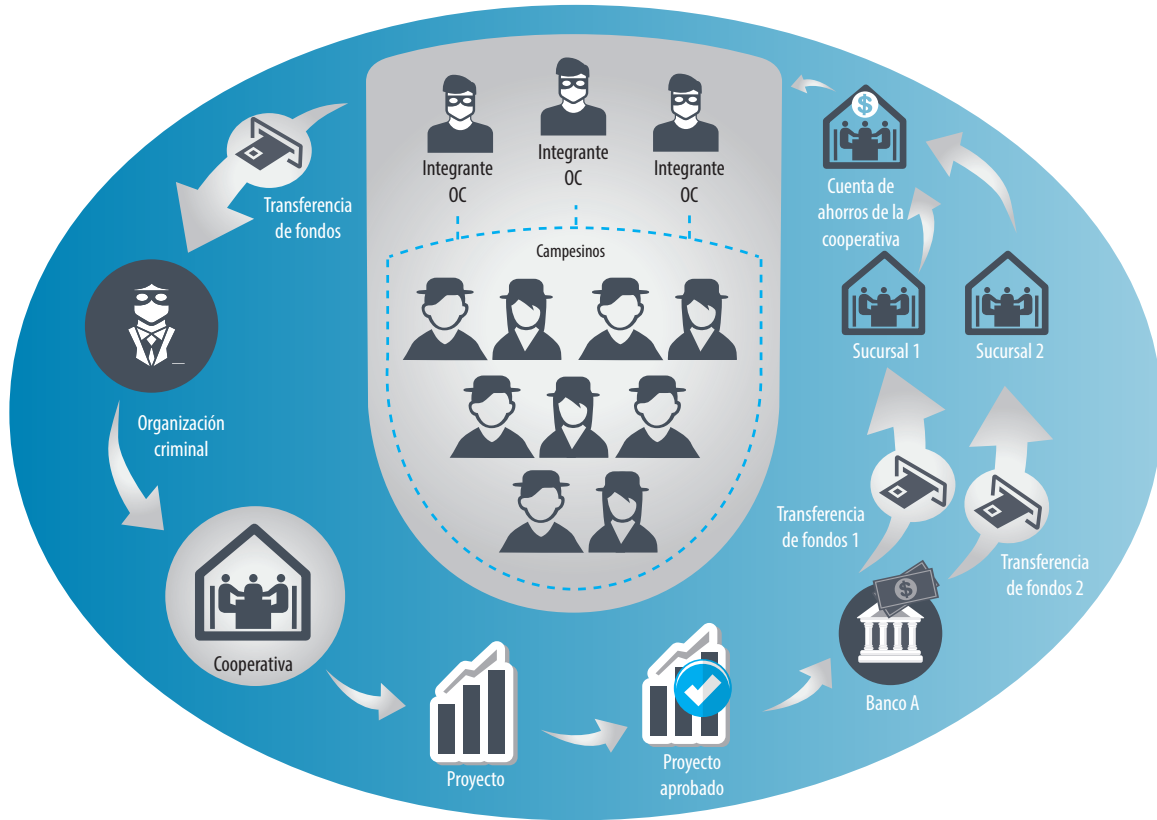 Integrante
OC
Integrante
OC
Integrante
OC
Campesinos
Transferencia
de fondos
Organización
criminal
Cooperativa
Proyecto
Proyecto
aprobado
$
Banco A
Transferencia
de fondos 1
Transferencia
de fondos 2
Sucursal 1
Sucursal 2
$
Cuenta de
ahorros de la
cooperativa